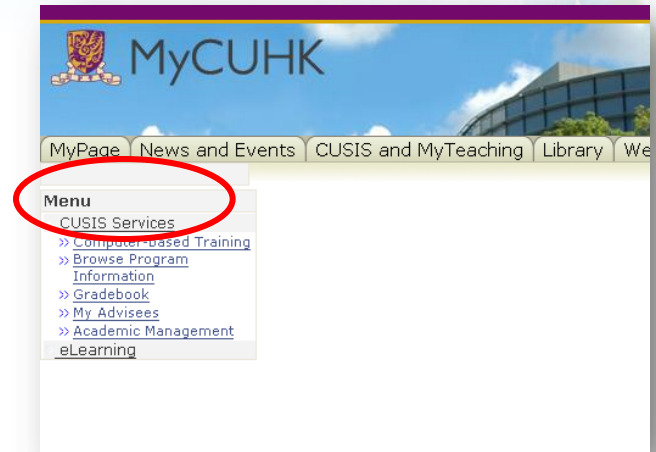 MyCUHK
MyPage News and Events CUSIS and MyTeaching Library We
Menu
CUSIS Services
» Computer-based Training
» Browse Program
Information
» Gradebook
» My Advisees
» Academic Management
eLearning